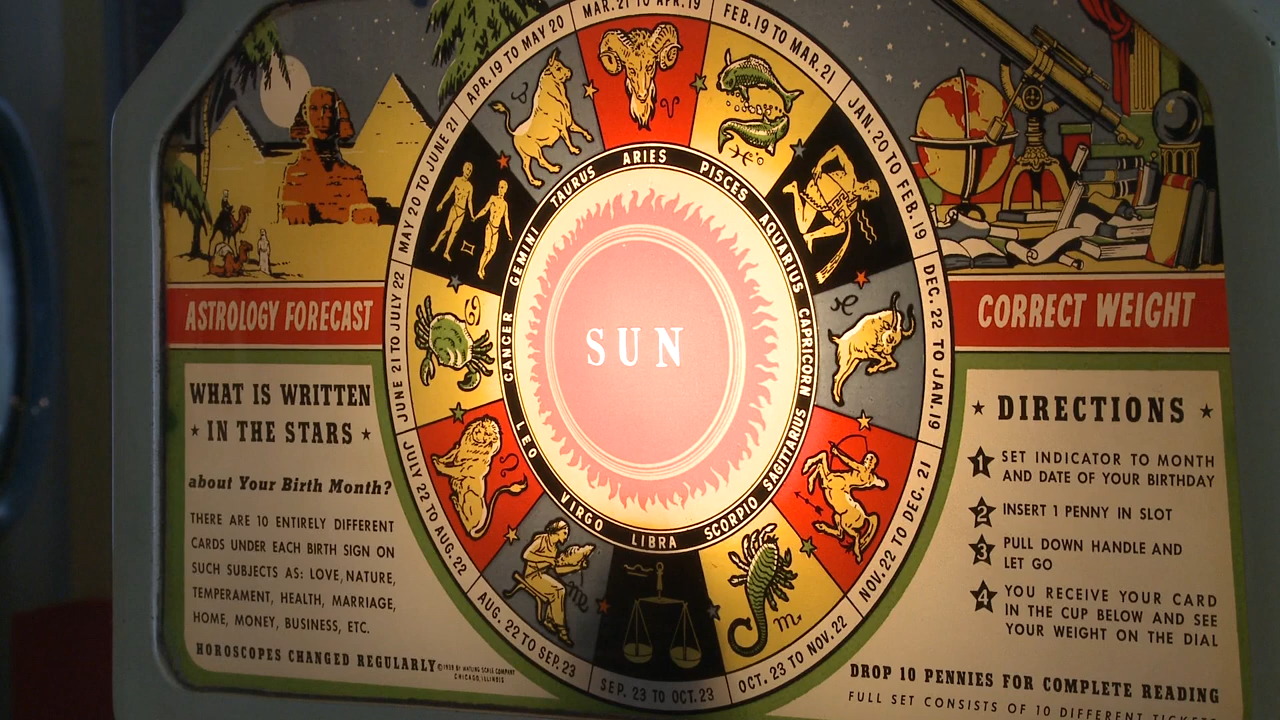 MAR. 21 TO APR. 19
FEB. 19 TO MAR. 21
JAN. 20 TO FEB. 19
DEC. 22 TO JAN. 19
NOV. 22 TO DEC. 21
OCT. 23 TO NOV. 22
SEP. 23 TO OCT. 23
AUG. 22 TO SEP. 23
JULY 22 TO AUG. 22
JUNE 21 TO JULY 22
MAY 20 TO JUNE 21
APR. 19 TO MAY 20
ARIES
PISCES
AQUARIUS
CAPRICORN
SAGITTARIUS
SCORPIO
LIBRA
VIRGO
LEO
CANCER
GEMINI
TAURUS
SUN
ASTROLOGY FORECAST
WHAT IS WRITTEN
IN THE STARS
about Your Birth Month?
THERE ARE 10 ENTIRELY DIFFERENT
CARDS UNDER EACH BIRTH SIGN ON
SUCH SUBJECTS AS: LOVE, NATURE,
TEMPERAMENT, HEALTH, MARRIAGE,
HOME, MONEY, BUSINESS, ETC.
HOROSCOPES CHANGED REGULARLY
BY WATLING SCALE COMPANY
CHICAGO, ILLINOIS
CORRECT WEIGHT
DIRECTIONS
1 SET INDICATOR TO MONTH
AND DATE OF YOUR BIRTHDAY
2 INSERT 1 PENNY IN SLOT
3 PULL DOWN HANDLE AND
LET GO
4 YOU RECEIVE YOUR CARD
IN THE CUP BELOW AND SEE
YOUR WEIGHT ON THE DIAL
DROP 10 PENNIES FOR COMPLETE READING
FULL SET CONSISTS OF 10 DIFFERENT